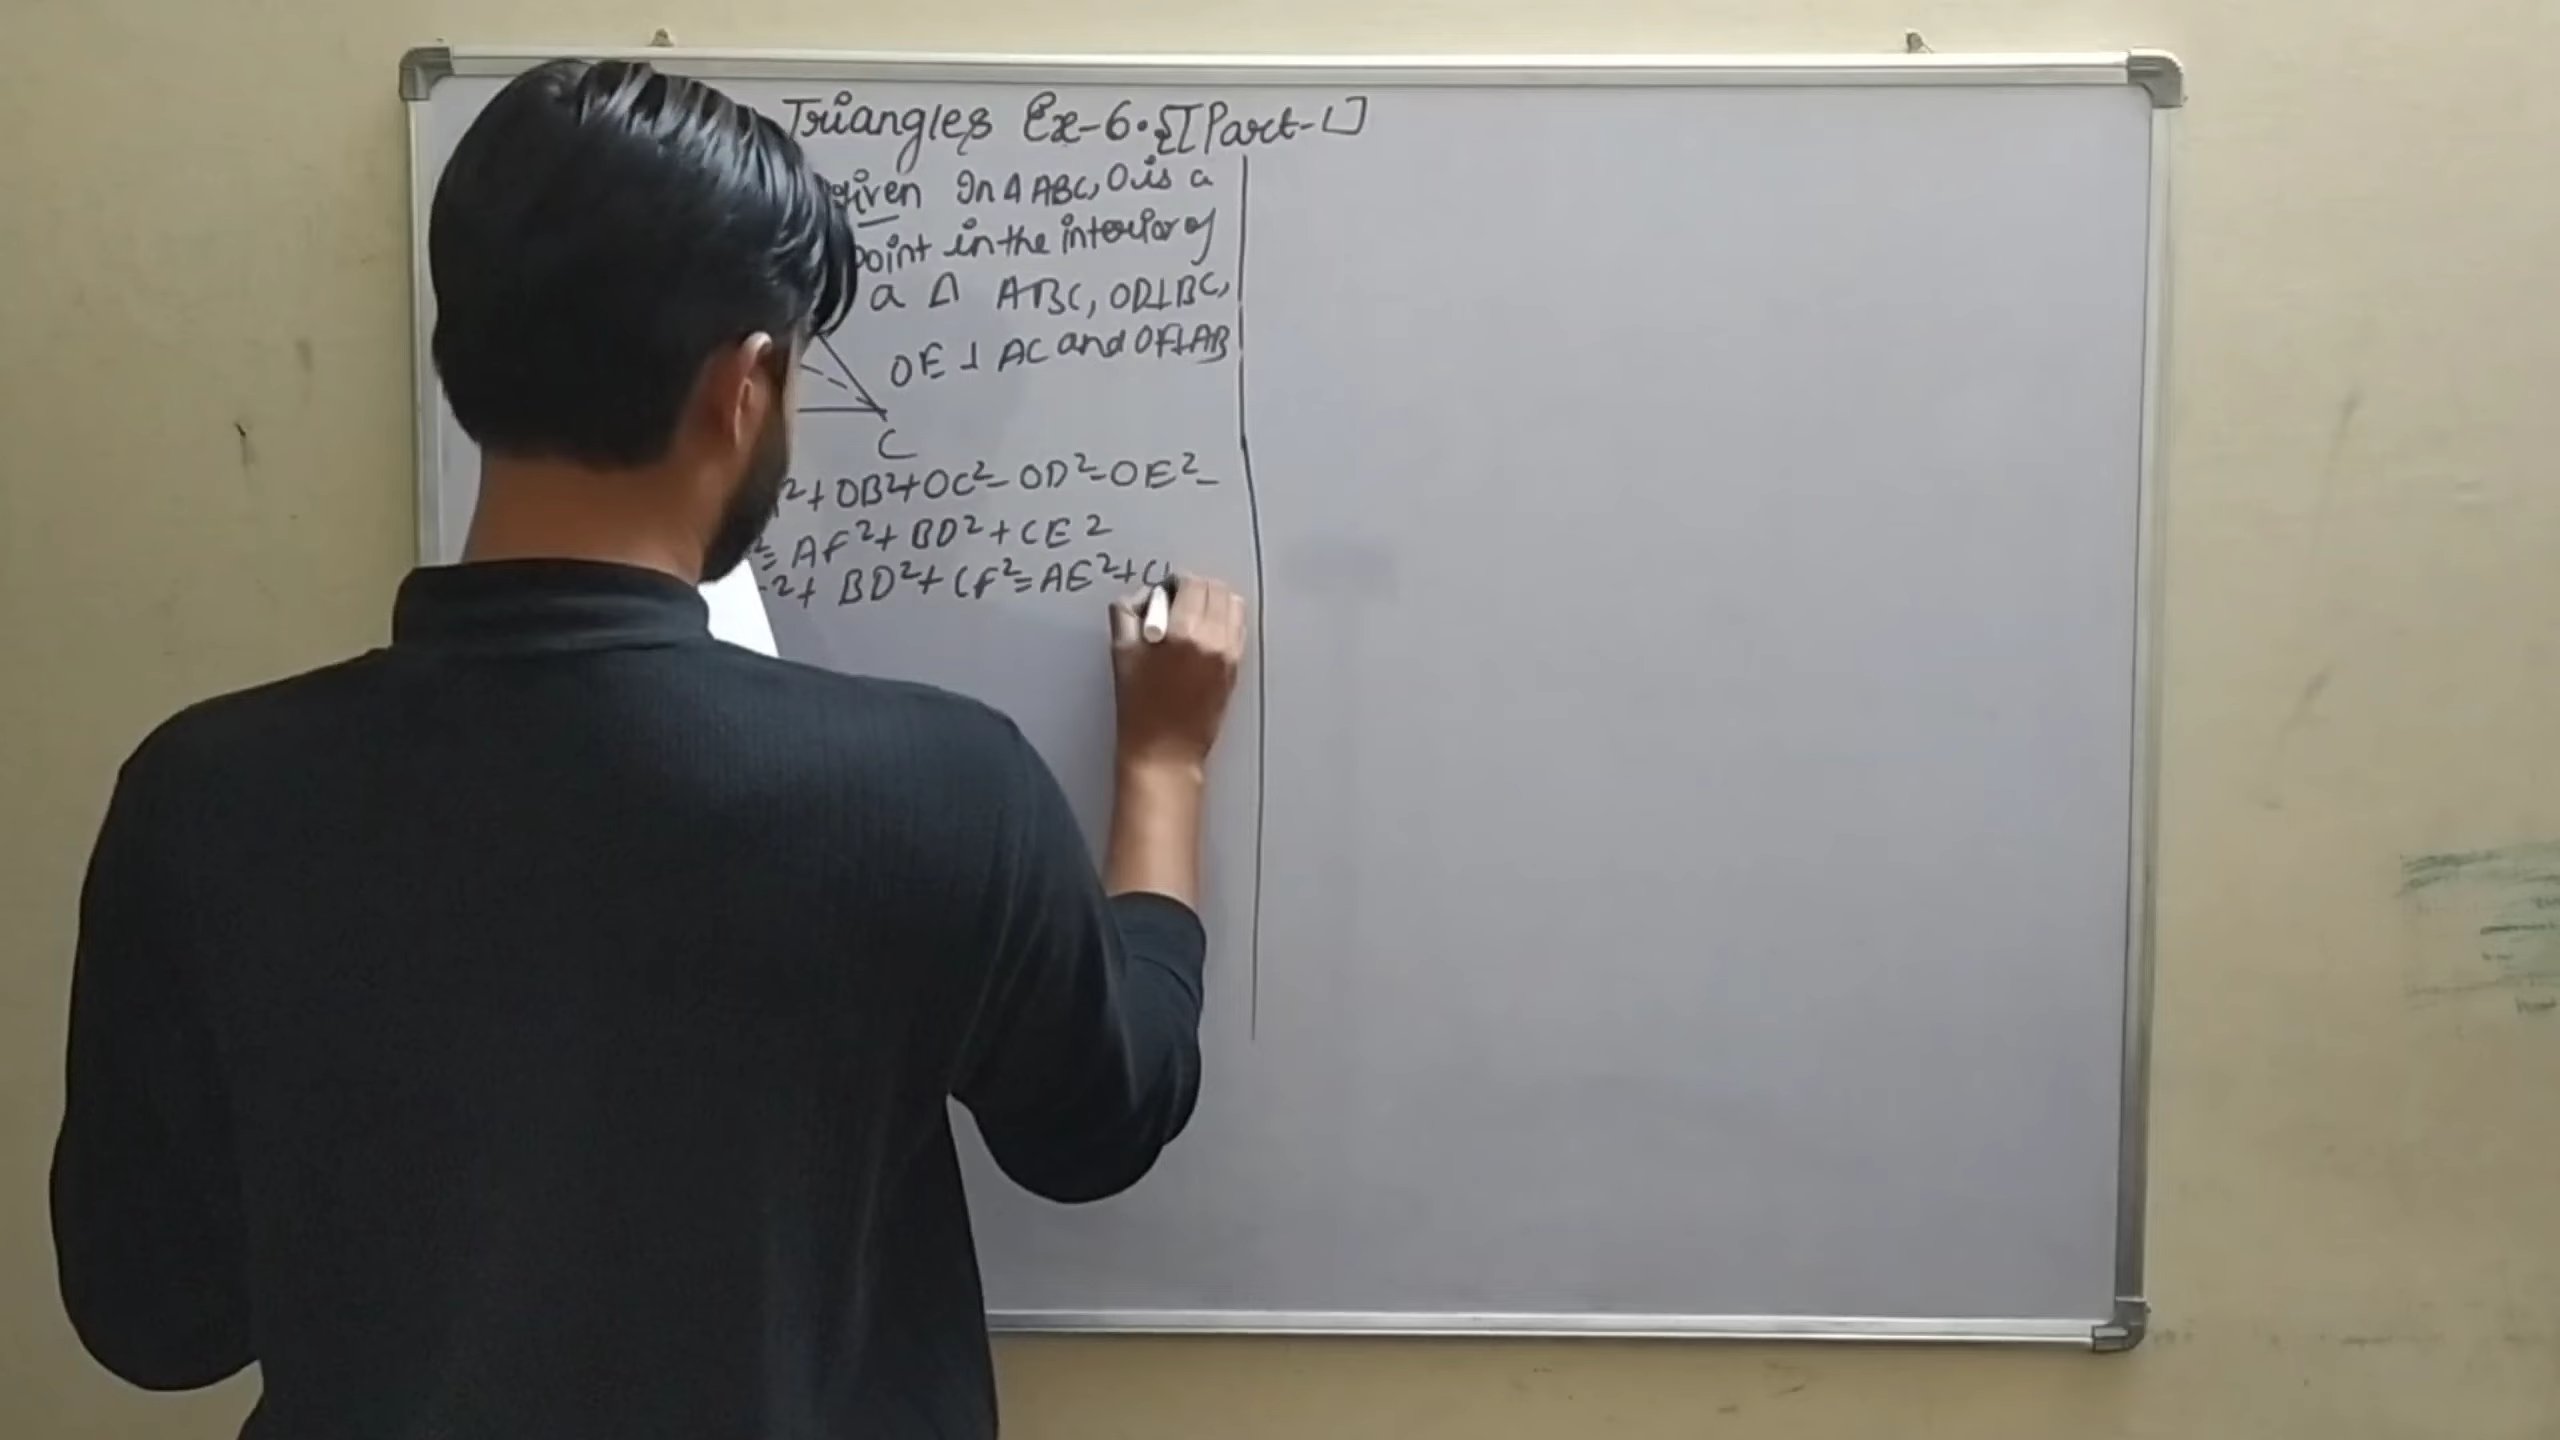 Triangles Ex-6.5[Part-1]
given In Δ ABC, O is a
point in the interior of
a Δ ABC, OD⊥BC,
OE ⊥ AC and OF⊥AB
C
²+OB²+OC²-OD²-OE²-
²= AF²+BD²+CE²
²+ BD²+CF²=AE²+C